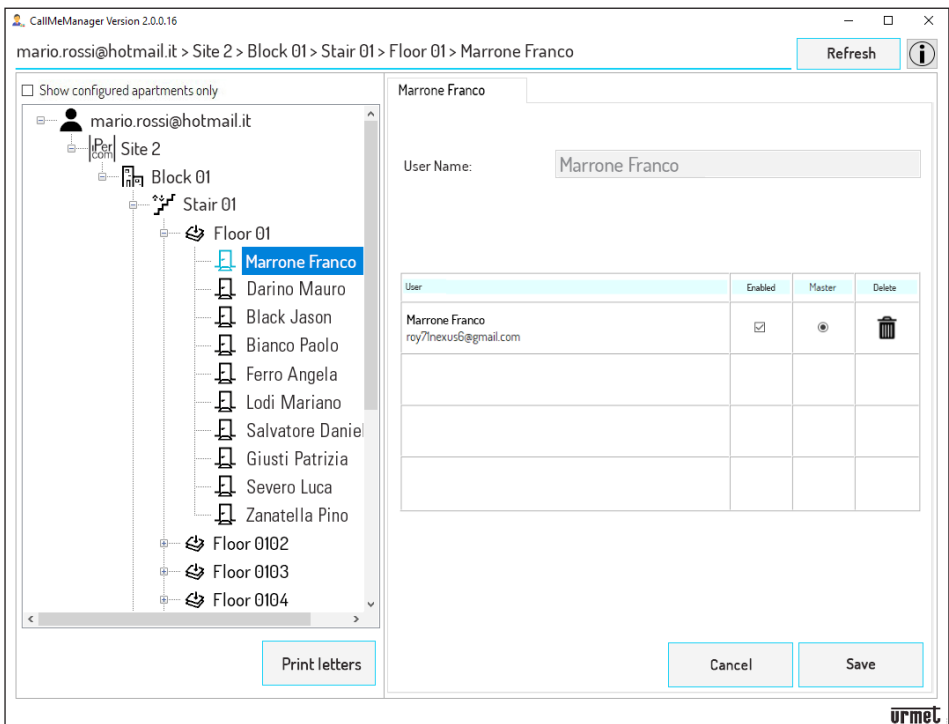 CallMeManager Version 2.0.0.16
mario.rossi@hotmail.it > Site 2 > Block 01 > Stair 01 > Floor 01 > Marrone Franco
Refresh
i
Show configured apartments only
mario.rossi@hotmail.it
iPer com Site 2
Block 01
Stair 01
Floor 01
Marrone Franco
Darino Mauro
Black Jason
Bianco Paolo
Ferro Angela
Lodi Mariano
Salvatore Daniel
Giusti Patrizia
Severo Luca
Zanatella Pino
Floor 0102
Floor 0103
Floor 0104
Print letters
Marrone Franco
User Name: Marrone Franco
User Enabled Master Delete
Marrone Franco
roy71nexus6@gmail.com
Cancel Save
urmet